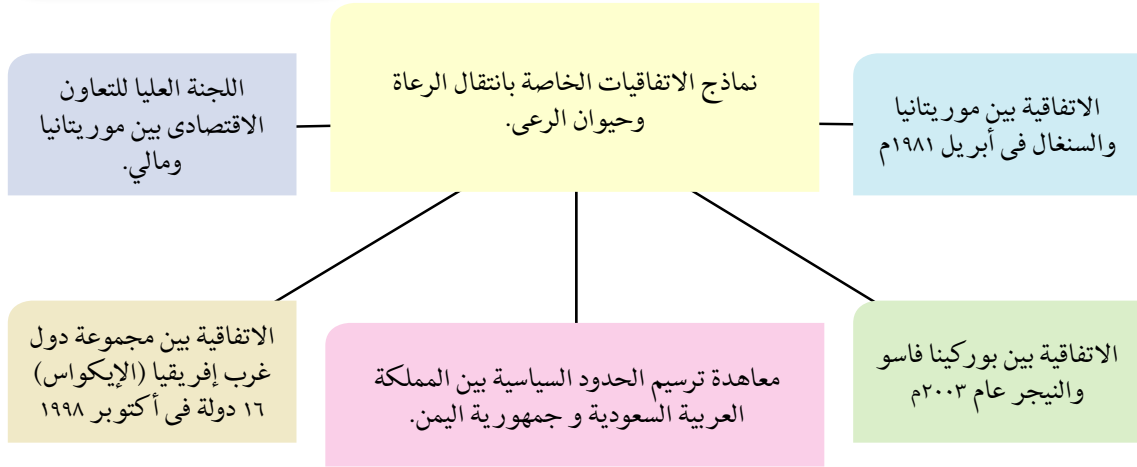 نماذج الاتفاقيات الخاصة بانتقال الرعاة
وحيوان الرعى.
الاتفاقية بين موريتانيا
والسنغال فى أبريل ١٩٨١م
اللجنة العليا للتعاون
الاقتصادى بين موريتانيا
ومالي.
الاتفاقية بين بوركينا فاسو
والنيجر عام ٢٠٠٣م
معاهدة ترسيم الحدود السياسية بين المملكة
العربية السعودية و جمهورية اليمن.
الاتفاقية بين مجموعة دول
غرب إفريقيا (الإيكواس)
١٦ دولة فى أكتوبر ١٩٩٨